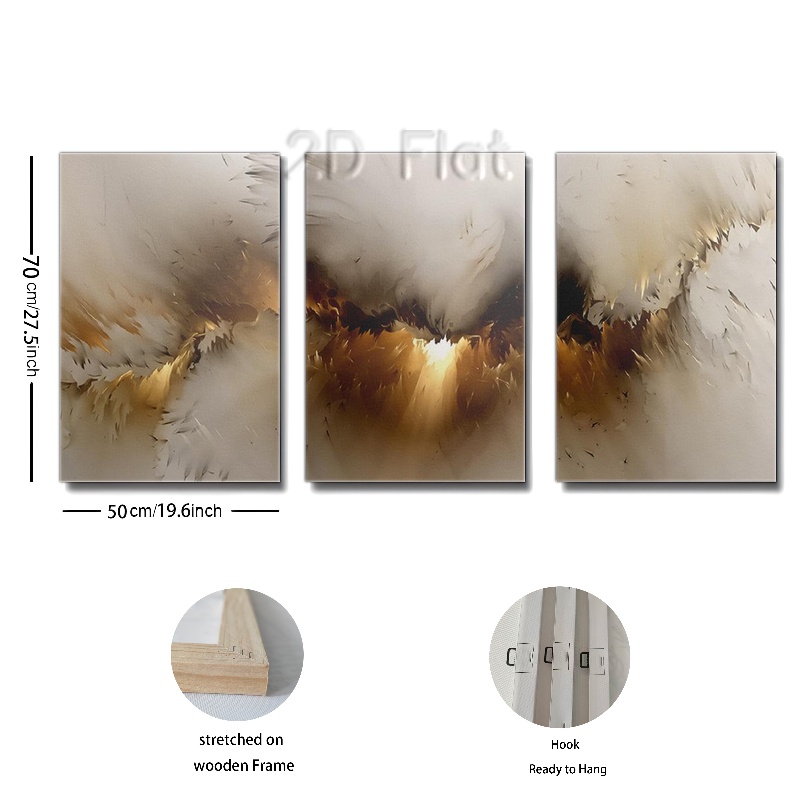 2D Flat
70 cm/27.5inch
50cm/19.6inch
stretched on
wooden Frame
Hook
Ready to Hang